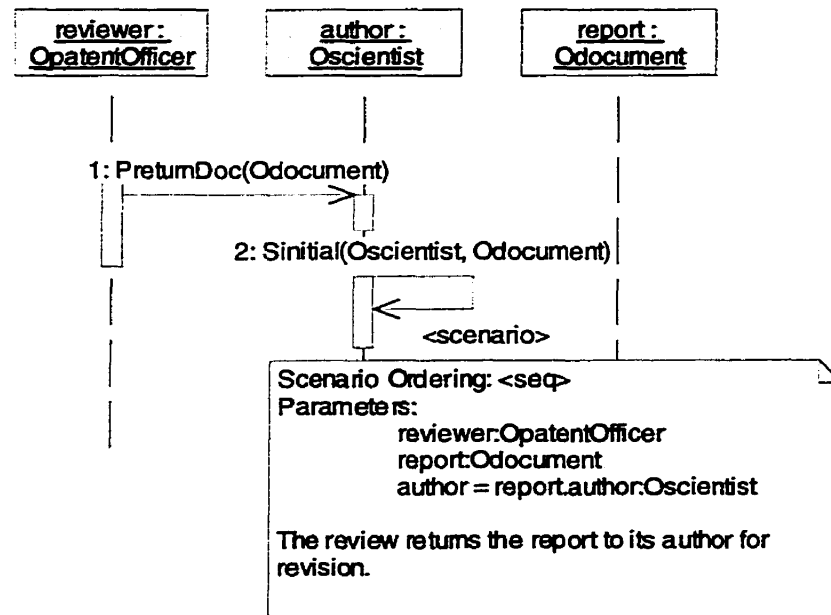 reviewer :
OpatentOfficer
author :
Oscientist
report :
Odocument
1: PreturnDoc(Odocument)
2: Sinitial(Oscientist, Odocument)
<scenario>
Scenario Ordering: <seq>
Parameters:
reviewer:OpatentOfficer
report:Odocument
author = report.author:Oscientist
The review returns the report to its author for
revision.